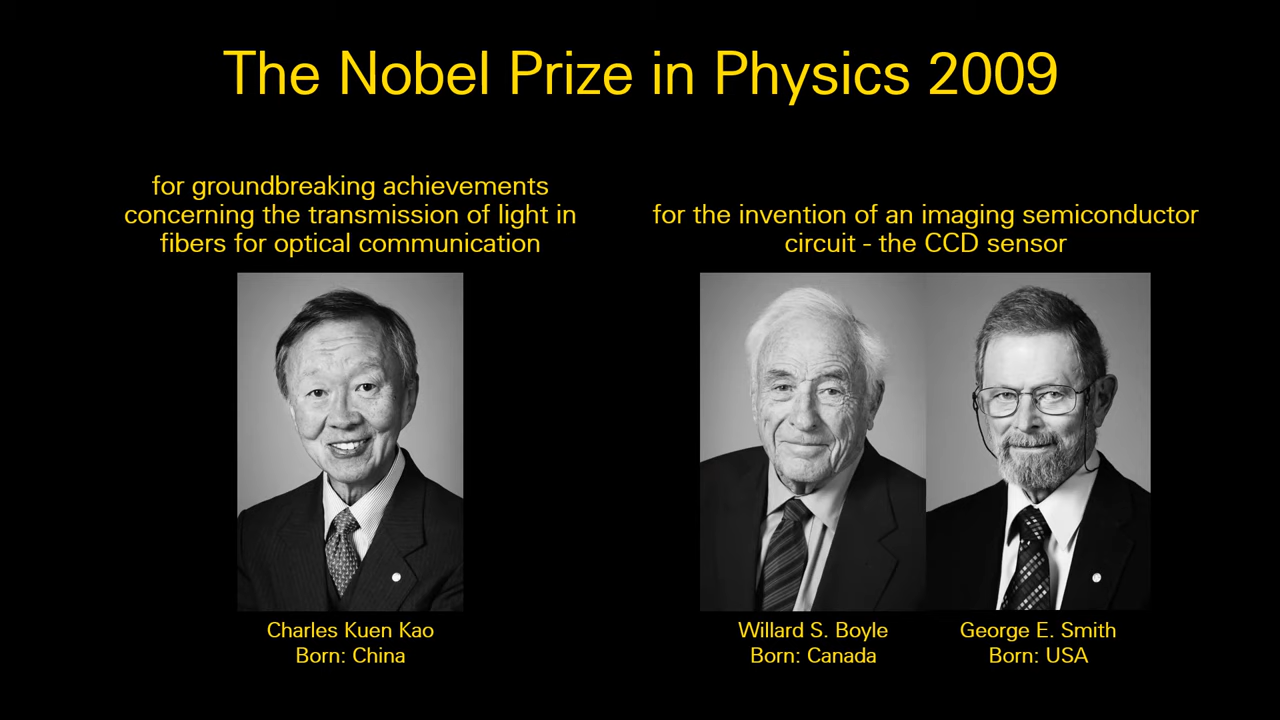 The Nobel Prize in Physics 2009
for groundbreaking achievements
concerning the transmission of light in
fibers for optical communication
for the invention of an imaging semiconductor
circuit - the CCD sensor
Charles Kuen Kao
Born: China
Willard S. Boyle
Born: Canada
George E. Smith
Born: USA